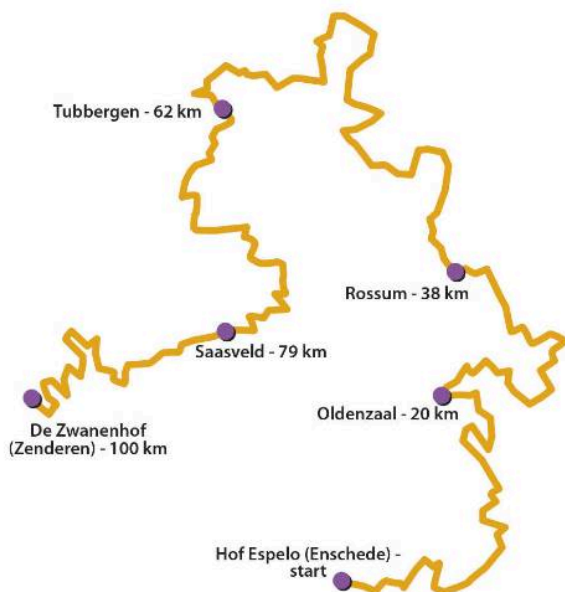 Tubbergen - 62 km
Rossum - 38 km
Saasveld - 79 km
Oldenzaal - 20 km
De Zwanenhof
(Zenderen) - 100 km
Hof Espelo (Enschede) -
start